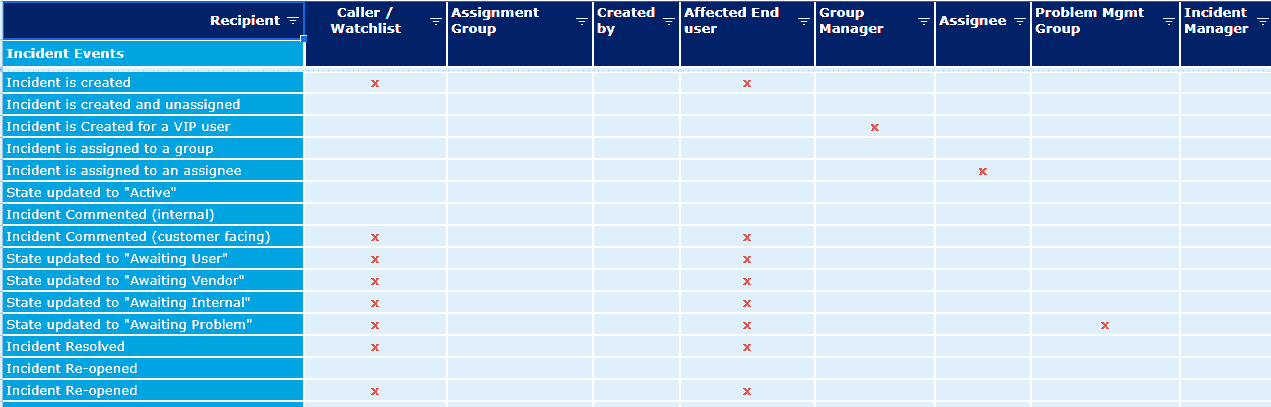 Recipient Caller / Watchlist Assignment Group Created by Affected End user Group Manager Assignee Problem Mgmt Group Incident Manager
Incident Events
Incident is created x x
Incident is created and unassigned
Incident is Created for a VIP user x
Incident is assigned to a group
Incident is assigned to an assignee x
State updated to "Active"
Incident Commented (internal)
Incident Commented (customer facing) x x
State updated to "Awaiting User" x x
State updated to "Awaiting Vendor" x x
State updated to "Awaiting Internal" x x
State updated to "Awaiting Problem" x x x
Incident Resolved x x
Incident Re-opened
Incident Re-opened x x